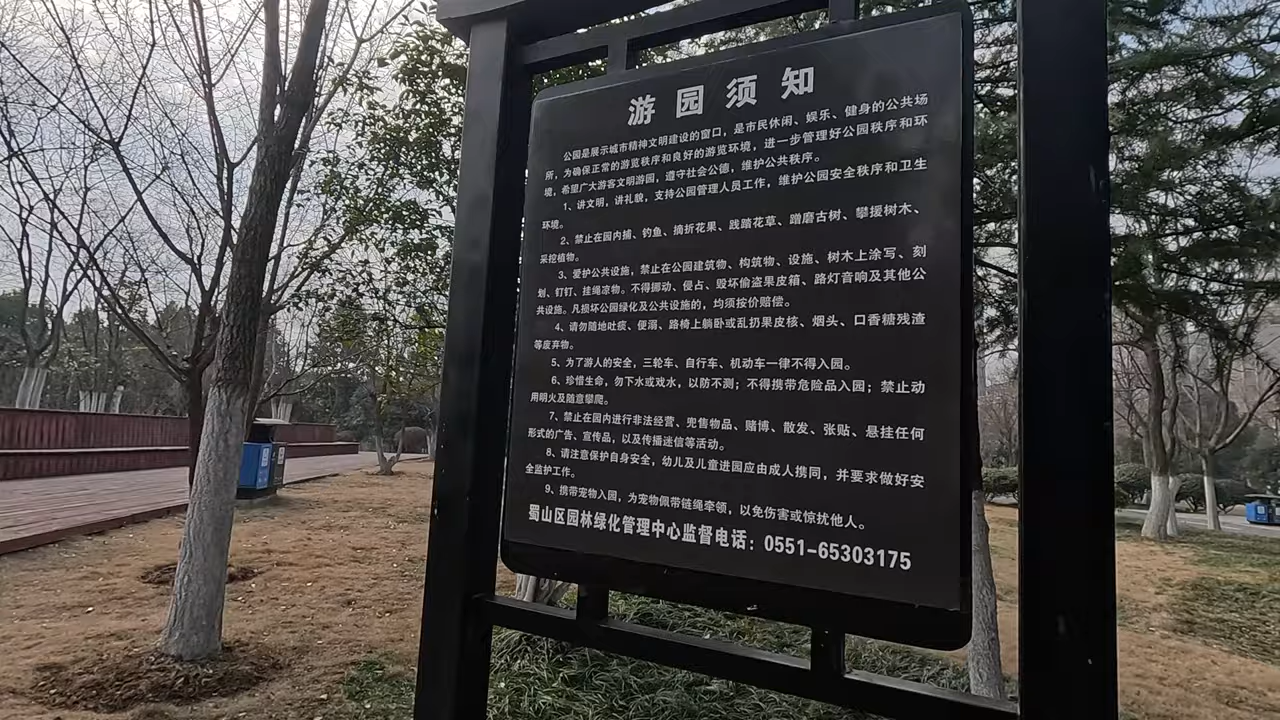 游园须知
公园是展示城市精神文明建设的窗口，是市民休闲、娱乐、健身的公共场
所，为确保正常的游览秩序和良好的游览环境，进一步管理好公园秩序和环
境，希望广大游客文明游园，遵守社会公德，维护公共秩序。
1、讲文明，讲礼貌，支持公园管理人员工作，维护公园安全秩序和卫生
环境。
2、禁止在园内捕、钓鱼、摘折花果、践踏花草、蹭磨古树、攀援树木、
采挖植物。
3、爱护公共设施，禁止在公园建筑物、构筑物、设施、树木上涂写、刻
划、钉钉、挂绳凉物。不得挪动、侵占、毁坏偷盗果皮箱、路灯音响及其他公
共设施。凡损坏公园绿化及公共设施的，均须按价赔偿。
4、请勿随地吐痰、便溺、路椅上躺卧或乱扔果皮核、烟头、口香糖残渣
等废弃物。
5、为了游人的安全，三轮车、自行车、机动车一律不得入园。
6、珍惜生命，勿下水或戏水，以防不测；不得携带危险品入园；禁止动
用明火及随意攀爬。
7、禁止在园内进行非法经营、兜售物品、赌博、散发、张贴、悬挂任何
形式的广告、宣传品，以及传播迷信等活动。
8、请注意保护自身安全，幼儿及儿童进园应由成人携同，并要求做好安
全监护工作。
9、携带宠物入园，为宠物佩带链绳牵领，以免伤害或惊扰他人。
蜀山区园林绿化管理中心监督电话：0551-65303175